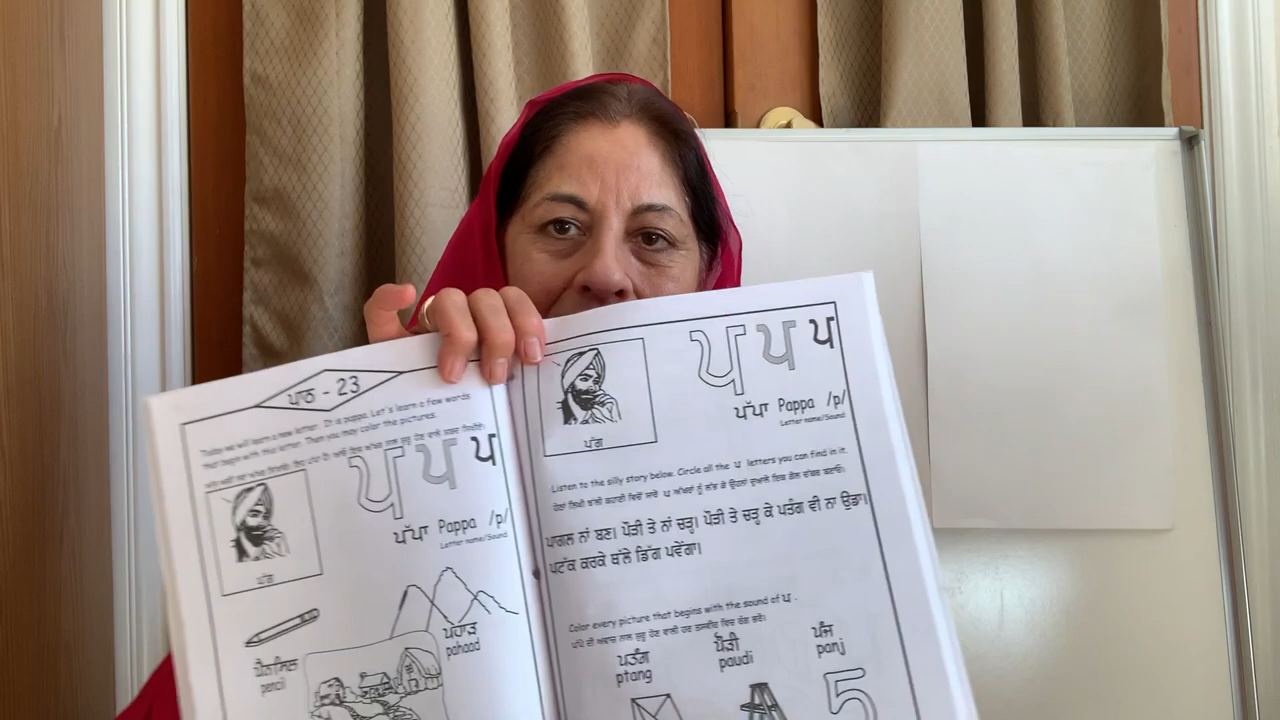 ਪਾਠ - 23
Today we will learn a new letter. It is pappa. Let's learn a few words
that begin with this letter. Then you may color the pictures.
ਪ ਪ ਪ
ਪੱਪਾ Pappa /p/
Letter name/Sound
ਪੱਗ
ਪਹਾੜ
pahaad
ਪੈਨਸਿਲ
pencil
ਪ ਪ ਪ
ਪੱਪਾ Pappa /p/
Letter name/Sound
ਪੱਗ
Listen to the silly story below. Circle all the ਪ letters you can find in it.
ਪਾਗਲ ਨਾਂ ਬਣ। ਪੌੜੀ ਤੇ ਨਾਂ ਚੜ੍ਹ। ਪੌੜੀ ਤੇ ਚੜ੍ਹ ਕੇ ਪਤੰਗ ਵੀ ਨਾ ਉਡਾ।
ਪਟੱਕ ਕਰਕੇ ਥੱਲੇ ਡਿੱਗ ਪਵੇਂਗਾ।
Color every picture that begins with the sound of ਪ .
ਪਤੰਗ ਪੌੜੀ ਪੰਜ
ptang paudi panj
5